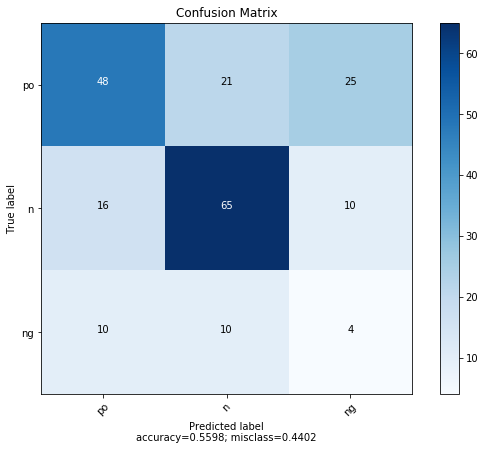 Confusion Matrix
po 48 21 25
n 16 65 10
ng 10 10 4
True label
po n ng
Predicted label
accuracy=0.5598; misclass=0.4402
60
50
40
30
20
10